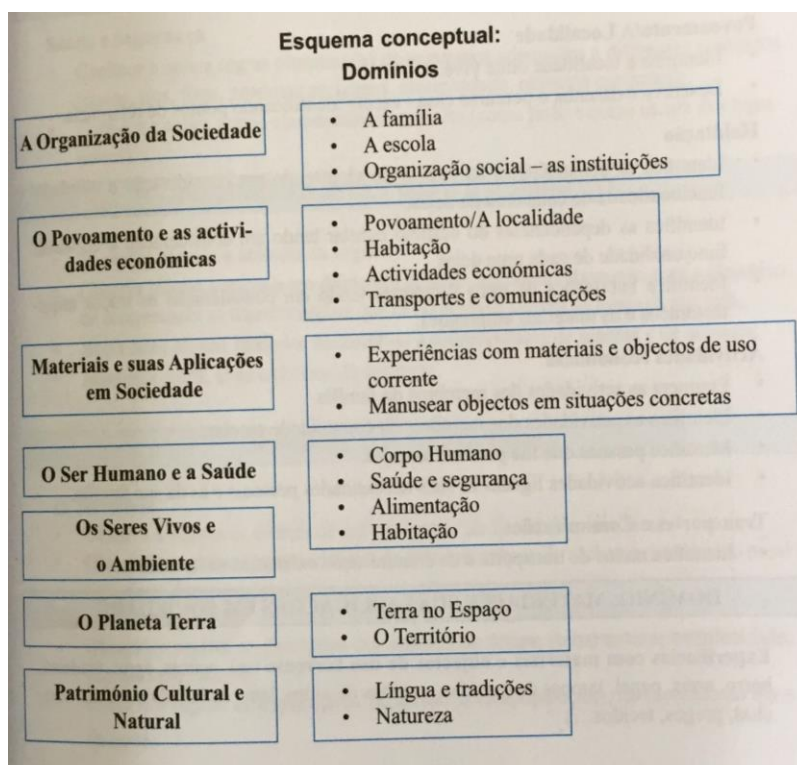 Esquema conceptual:
Domínios
A Organização da Sociedade
• A família
• A escola
• Organização social – as instituições
O Povoamento e as activi-
dades económicas
• Povoamento/A localidade
• Habitação
• Actividades económicas
• Transportes e comunicações
Materiais e suas Aplicações
em Sociedade
• Experiências com materiais e objectos de uso
corrente
• Manusear objectos em situações concretas
O Ser Humano e a Saúde
• Corpo Humano
• Saúde e segurança
• Alimentação
• Habitação
Os Seres Vivos e
o Ambiente
O Planeta Terra
• Terra no Espaço
• O Território
Património Cultural e
Natural
• Língua e tradições
• Natureza